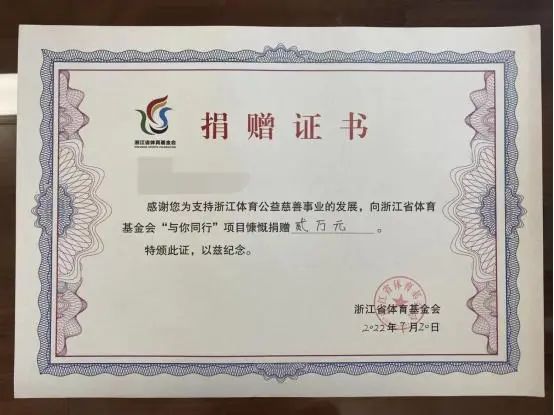 浙江省体育基金会
捐赠证书
感谢您为支持浙江体育公益慈善事业的发展，向浙江省体育
基金会“与你同行”项目慷慨捐赠 贰万元 。
特颁此证，以兹纪念。
浙江省体育基金会
2022年 月20日